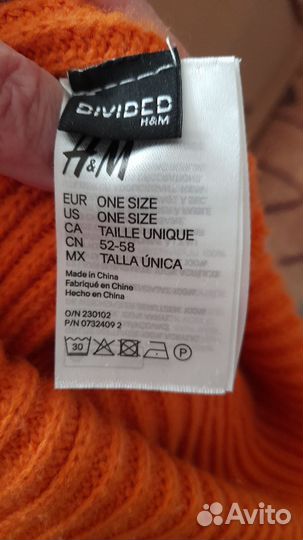 DIVIDED
H&M
H&M
EUR ONE SIZE
US ONE SIZE
CA TAILLE UNIQUE
CN 52-58
MX TALLA ÚNICA
Made in China
Fabriqué en Chine
Hecho en China
O/N 230102
P/N 0732409 2
30 P
Avito